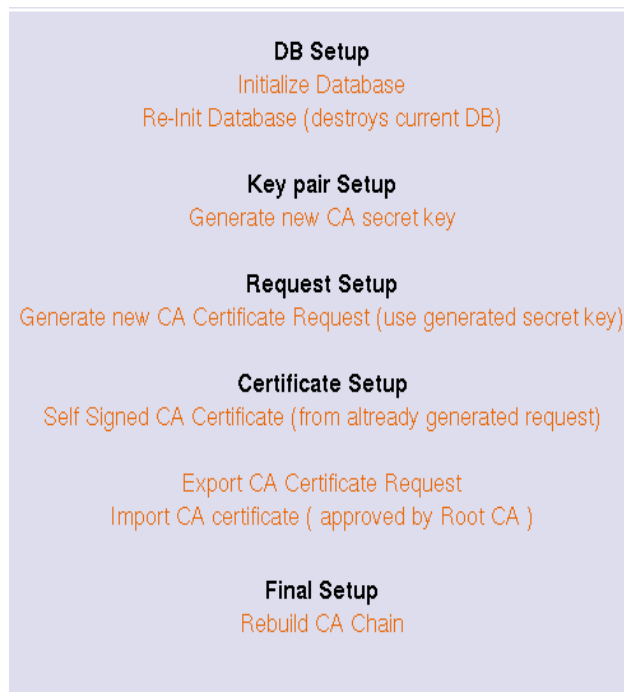 DB Setup
Initialize Database
Re-Init Database (destroys current DB)
Key pair Setup
Generate new CA secret key
Request Setup
Generate new CA Certificate Request (use generated secret key)
Certificate Setup
Self Signed CA Certificate (from altready generated request)
Export CA Certificate Request
Import CA certificate ( approved by Root CA )
Final Setup
Rebuild CA Chain